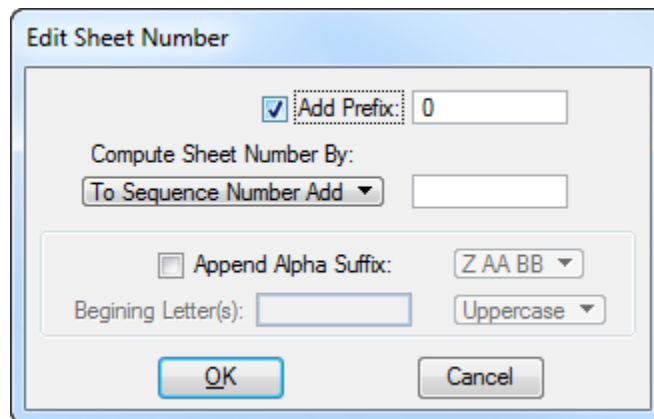 Edit Sheet Number
Add Prefix: 0
Compute Sheet Number By:
To Sequence Number Add
Append Alpha Suffix: Z AA BB
Begining Letter(s): Uppercase
OK Cancel